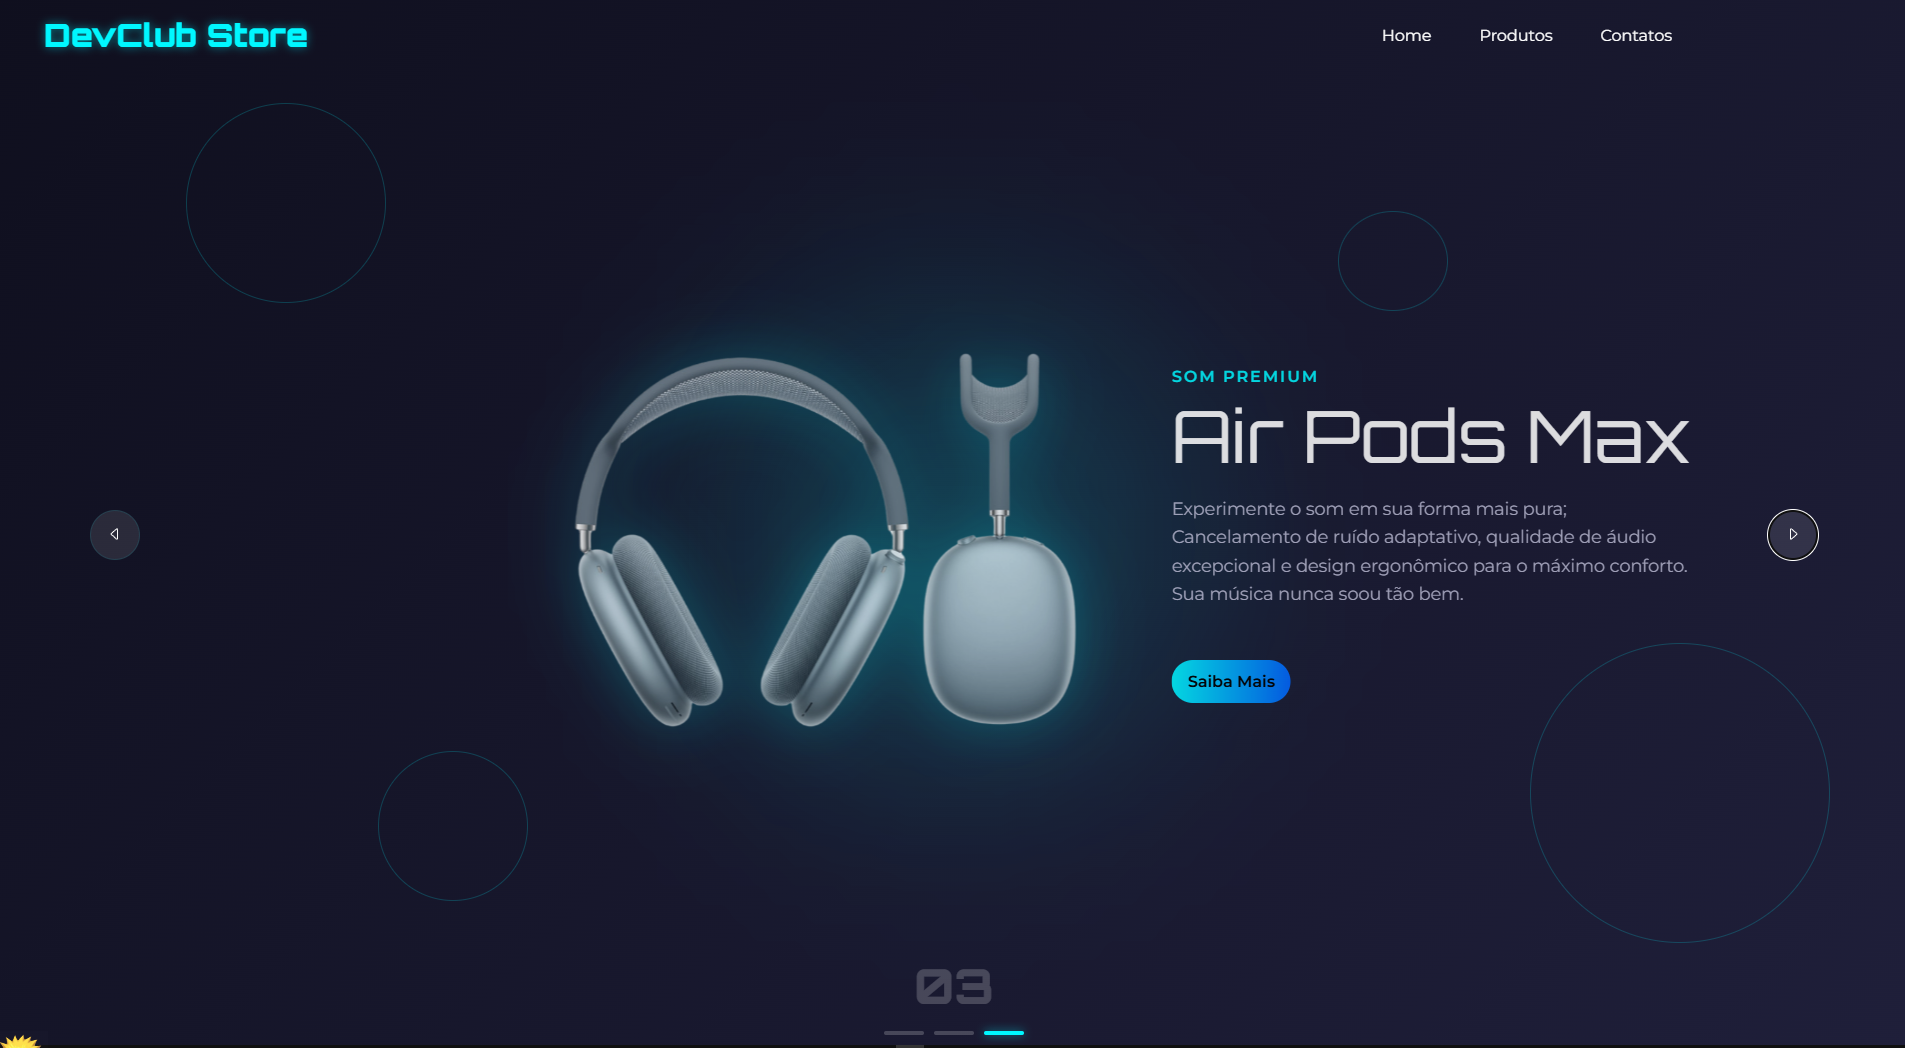 DevClub Store
Home Produtos Contatos
SOM PREMIUM
Air Pods Max
Experimente o som em sua forma mais pura;
Cancelamento de ruído adaptativo, qualidade de áudio
excepcional e design ergonômico para o máximo conforto.
Sua música nunca soou tão bem.
Saiba Mais
03